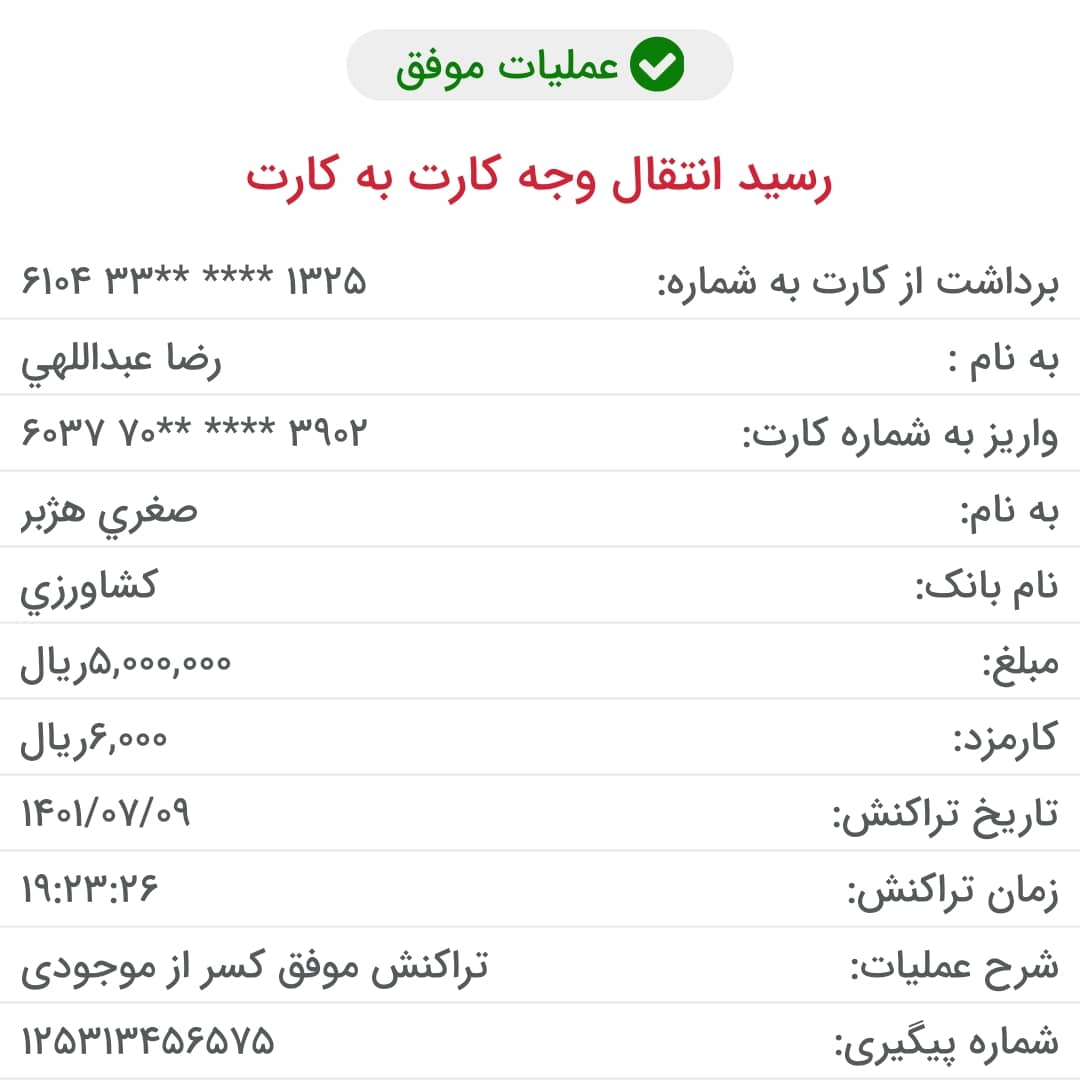 عملیات موفق
رسید انتقال وجه کارت به کارت
برداشت از کارت به شماره: ۶۱۰۴ ۳۳** **** ۱۳۲۵
به نام : رضا عبداللهي
واریز به شماره کارت: ۶۰۳۷ ۷۰** **** ۳۹۰۲
به نام: صغري هژبر
نام بانک: كشاورزي
مبلغ: ۵,۰۰۰,۰۰۰ریال
کارمزد: ۶,۰۰۰ریال
تاریخ تراکنش: ۱۴۰۱/۰۷/۰۹
زمان تراکنش: ۱۹:۲۳:۲۶
شرح عملیات: تراکنش موفق کسر از موجودی
شماره پیگیری: ۱۲۵۳۱۳۴۵۶۵۷۵